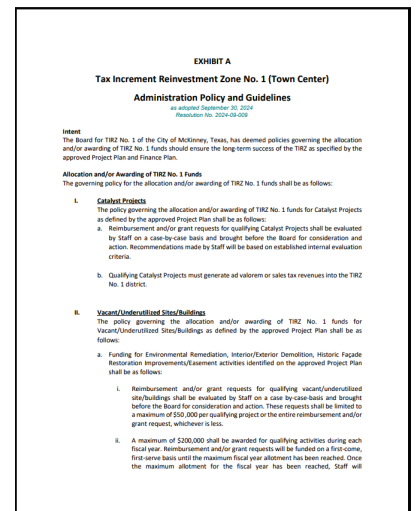 EXHIBIT A
Tax Increment Reinvestment Zone No. 1 (Town Center)
Administration Policy and Guidelines
as adopted September 30, 2024
Resolution No. 2024-09-009
Intent
The Board for TIRZ No. 1 of the City of McKinney, Texas, has deemed policies governing the allocation
and/or awarding of TIRZ No. 1 funds should ensure the long-term success of the TIRZ as specified by the
approved Project Plan and Finance Plan.
Allocation and/or Awarding of TIRZ No. 1 Funds
The governing policy for the allocation and/or awarding of TIRZ No. 1 funds shall be as follows:
I. Catalyst Projects
The policy governing the allocation and/or awarding of TIRZ No. 1 funds for Catalyst Projects
as defined by the approved Project Plan shall be as follows:
a. Reimbursement and/or grant requests for qualifying Catalyst Projects shall be evaluated
by Staff on a case-by-case basis and brought before the Board for consideration and
action. Recommendations made by Staff will be based on established internal evaluation
criteria.
b. Qualifying Catalyst Projects must generate ad valorem or sales tax revenues into the TIRZ
No. 1 district.
II. Vacant/Underutilized Sites/Buildings
The policy governing the allocation and/or awarding of TIRZ No. 1 funds for
Vacant/Underutilized Sites/Buildings as defined by the approved Project Plan shall be as
follows:
a. Funding for Environmental Remediation, Interior/Exterior Demolition, Historic Façade
Restoration Improvements/Easement activities identified on the approved Project Plan
shall be as follows:
i. Reimbursement and/or grant requests for qualifying vacant/underutilized
site/buildings shall be evaluated by Staff on a case by-case-basis and brought
before the Board for consideration and action. These requests shall be limited to
a maximum of $50,000 per qualifying project or the entire reimbursement and/or
grant request, whichever is less.
ii. A maximum of $200,000 shall be awarded for qualifying activities during each
fiscal year. Reimbursement and/or grant requests will be funded on a first-come,
first-serve basis until the maximum fiscal year allotment has been reached. Once
the maximum allotment for the fiscal year has been reached, Staff will